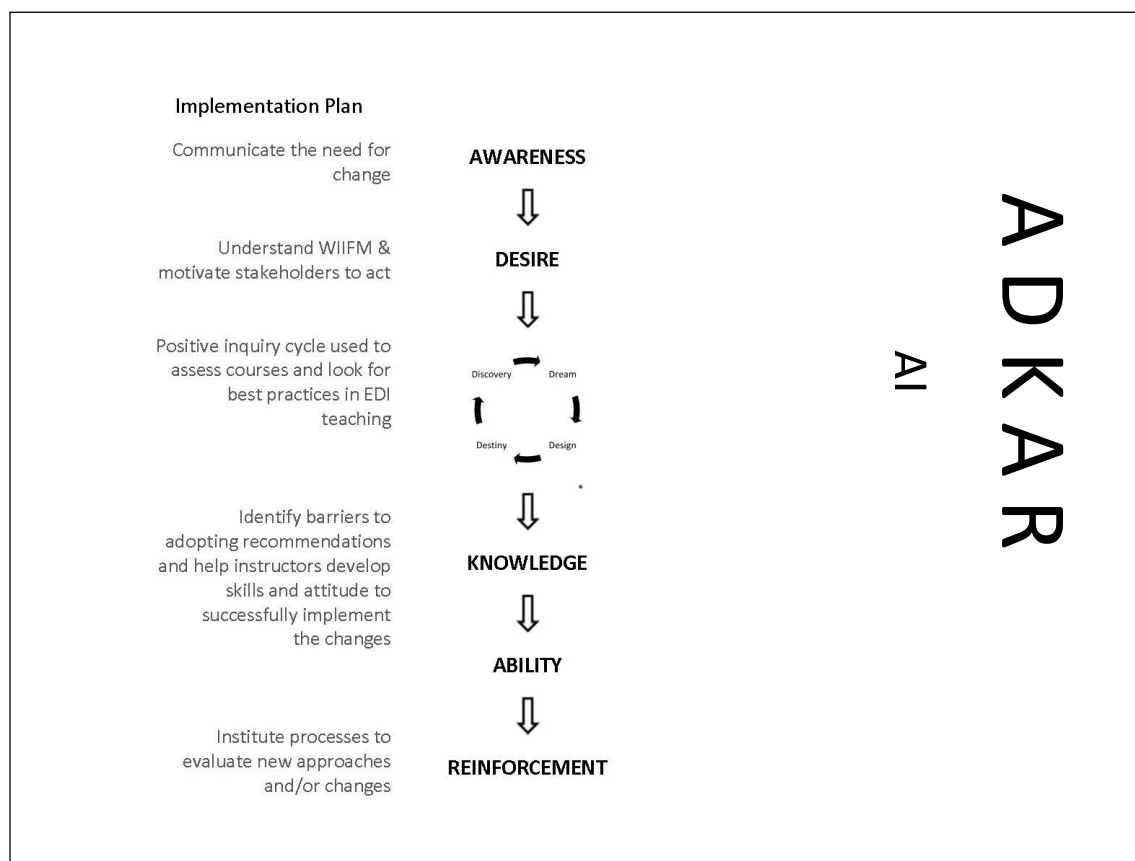 Implementation Plan
Communicate the need for
change
AWARENESS
Understand WIIFM &
motivate stakeholders to act
DESIRE
Positive inquiry cycle used to
assess courses and look for
best practices in EDI
teaching
Discovery
Dream
Destiny
Design
Identify barriers to
adopting recommendations
and help instructors develop
skills and attitude to
successfully implement
the changes
KNOWLEDGE
ABILITY
Institute processes to
evaluate new approaches
and/or changes
REINFORCEMENT
AI
ADKAR